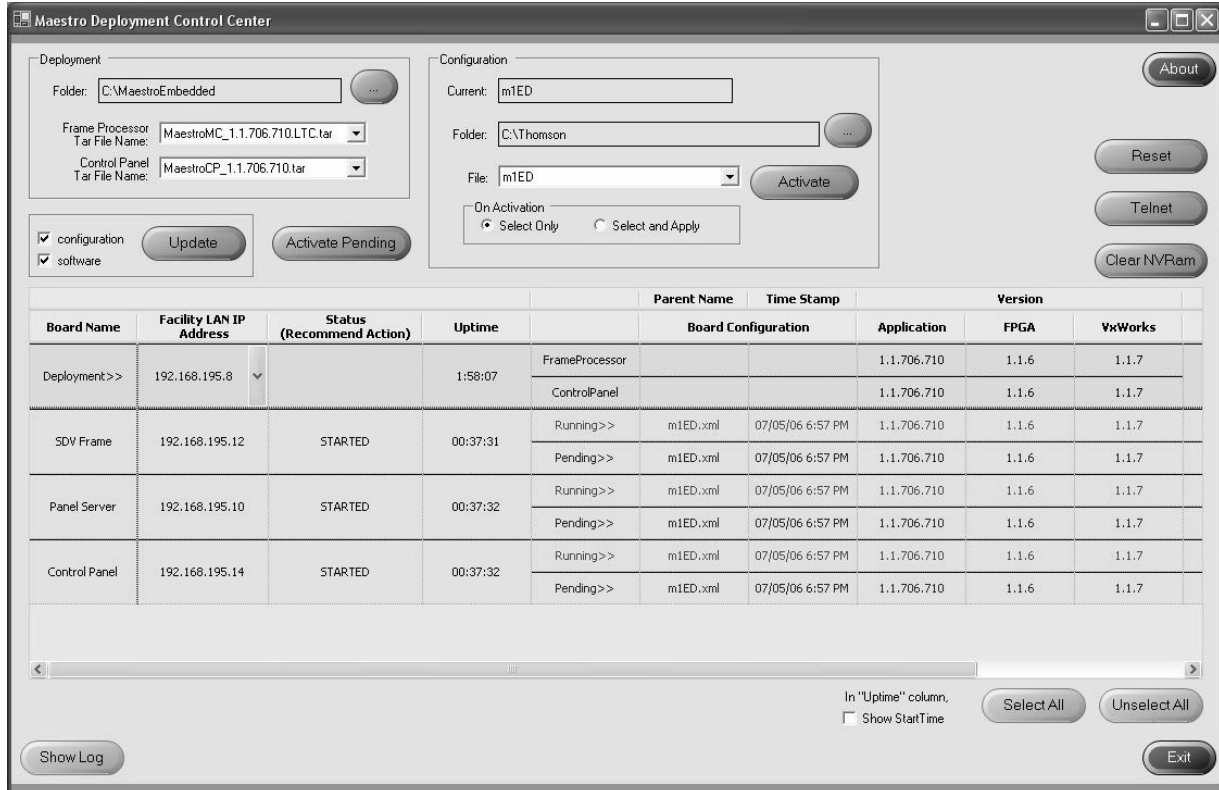 Maestro Deployment Control Center
Deployment
Folder: C:\MaestroEmbedded ...
Frame Processor
Tar File Name: MaestroMC_1.1.706.710.LTC.tar
Control Panel
Tar File Name: MaestroCP_1.1.706.710.tar
Configuration
Current: m1ED
Folder: C:\Thomson ...
File: m1ED Activate
On Activation
Select Only Select and Apply
About
Reset
Telnet
Clear NVRam
configuration
software
Update
Activate Pending
Parent Name Time Stamp Version
Board Name Facility LAN IP Address Status (Recommend Action) Uptime Board Configuration Application FPGA VxWorks
Deployment>> 192.168.195.8 1:58:07
FrameProcessor 1.1.706.710 1.1.6 1.1.7
ControlPanel 1.1.706.710 1.1.6 1.1.7
SDV Frame 192.168.195.12 STARTED 00:37:31
Running>> m1ED.xml 07/05/06 6:57 PM 1.1.706.710 1.1.6 1.1.7
Pending>> m1ED.xml 07/05/06 6:57 PM 1.1.706.710 1.1.6 1.1.7
Panel Server 192.168.195.10 STARTED 00:37:32
Running>> m1ED.xml 07/05/06 6:57 PM 1.1.706.710 1.1.6 1.1.7
Pending>> m1ED.xml 07/05/06 6:57 PM 1.1.706.710 1.1.6 1.1.7
Control Panel 192.168.195.14 STARTED 00:37:32
Running>> m1ED.xml 07/05/06 6:57 PM 1.1.706.710 1.1.6 1.1.7
Pending>> m1ED.xml 07/05/06 6:57 PM 1.1.706.710 1.1.6 1.1.7
In "Uptime" column,
Show StartTime
Select All
Unselect All
Show Log
Exit